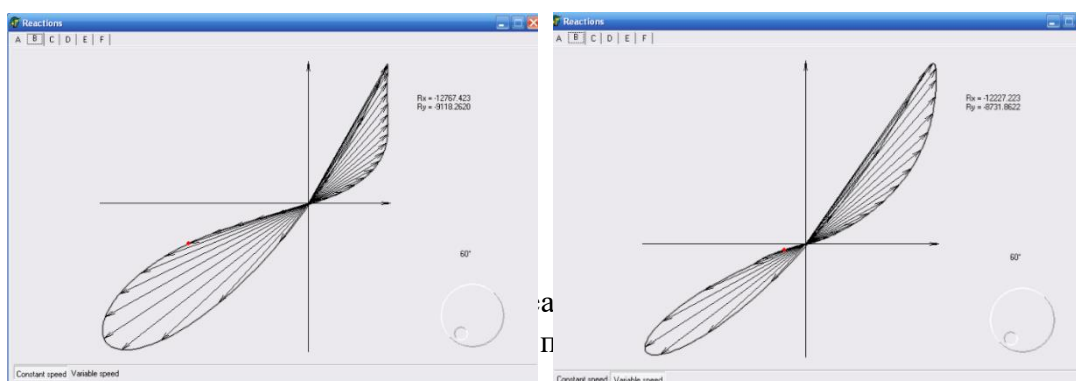 Reactions
A B C D E F
Rx = -12767.423
Ry = -9118.2620
60°
Constant speed Variable speed
Reactions
A B C D E F
Rx = -12227.223
Ry = -8731.8622
60°
Constant speed Variable speed